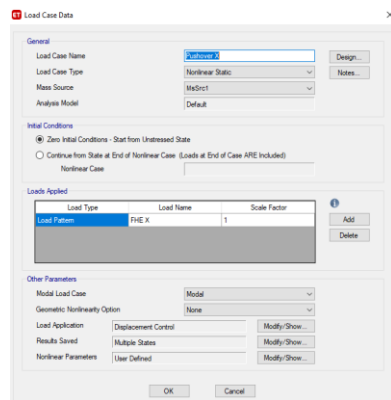 ET Load Case Data
General
Load Case Name Pushover X Design...
Load Case Type Nonlinear Static Notes...
Mass Source MsSrc1
Analysis Model Default
Initial Conditions
Zero Initial Conditions - Start from Unstressed State
Continue from State at End of Nonlinear Case (Loads at End of Case ARE Included)
Nonlinear Case
Loads Applied
Load Type Load Name Scale Factor
Load Pattern FHE X 1 Add
Delete
Other Parameters
Modal Load Case Modal
Geometric Nonlinearity Option None
Load Application Displacement Control Modify/Show...
Results Saved Multiple States Modify/Show...
Nonlinear Parameters User Defined Modify/Show...
OK Cancel